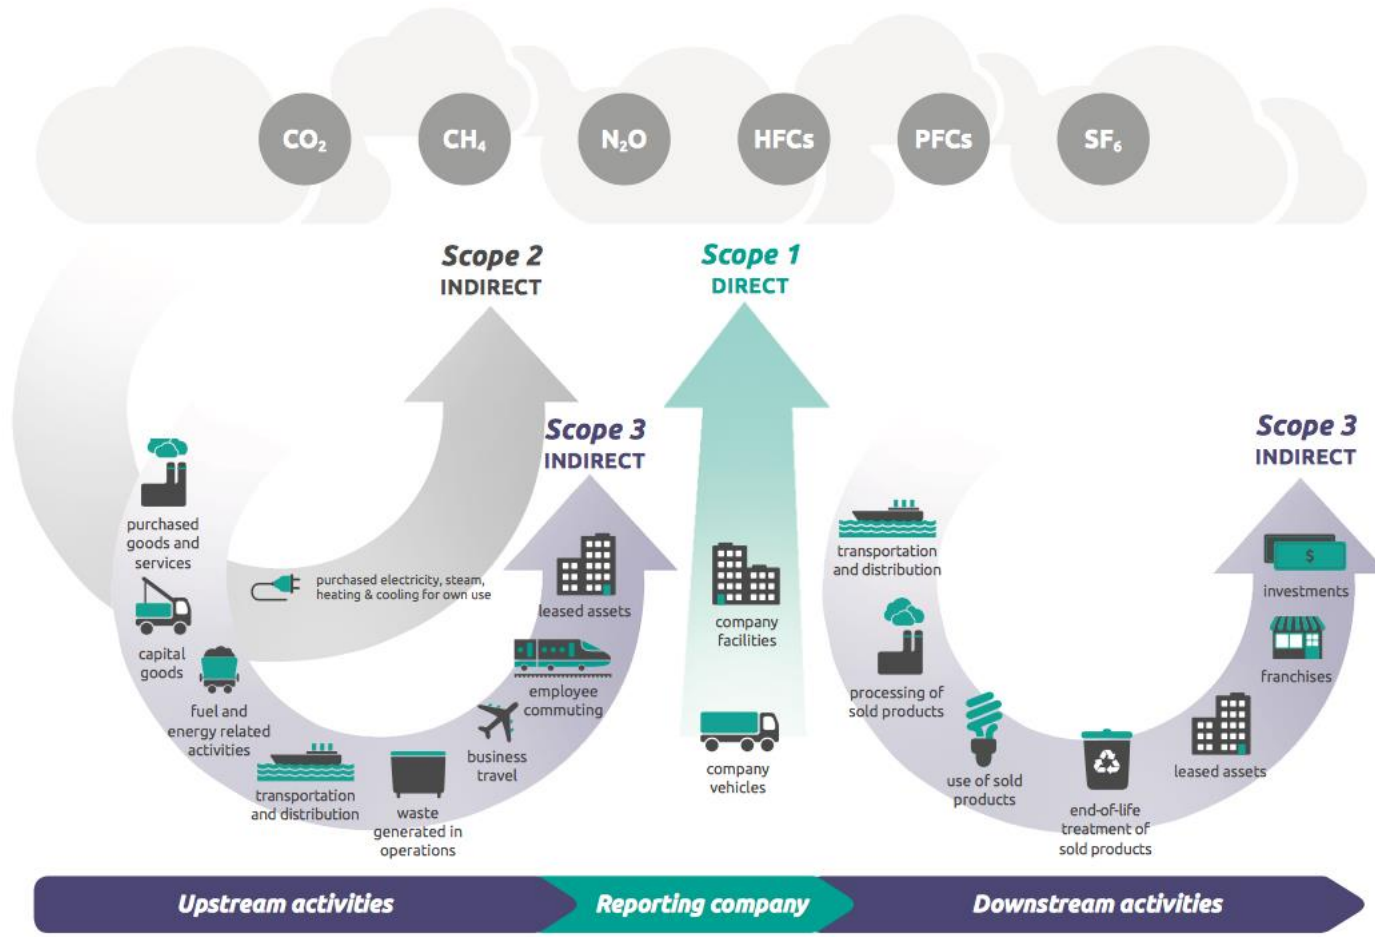 CO₂
CH₄
N₂O
HFCs
PFCs
SF₆
Scope 2
INDIRECT
Scope 1
DIRECT
Scope 3
INDIRECT
Scope 3
INDIRECT
purchased
goods and
services
capital
goods
fuel and
energy related
activities
purchased electricity, steam,
heating & cooling for own use
transportation
and distribution
waste
generated in
operations
business
travel
employee
commuting
leased assets
company
facilities
company
vehicles
transportation
and distribution
processing of
sold products
use of sold
products
end-of-life
treatment of
sold products
leased assets
franchises
$
investments
Upstream activities
Reporting company
Downstream activities